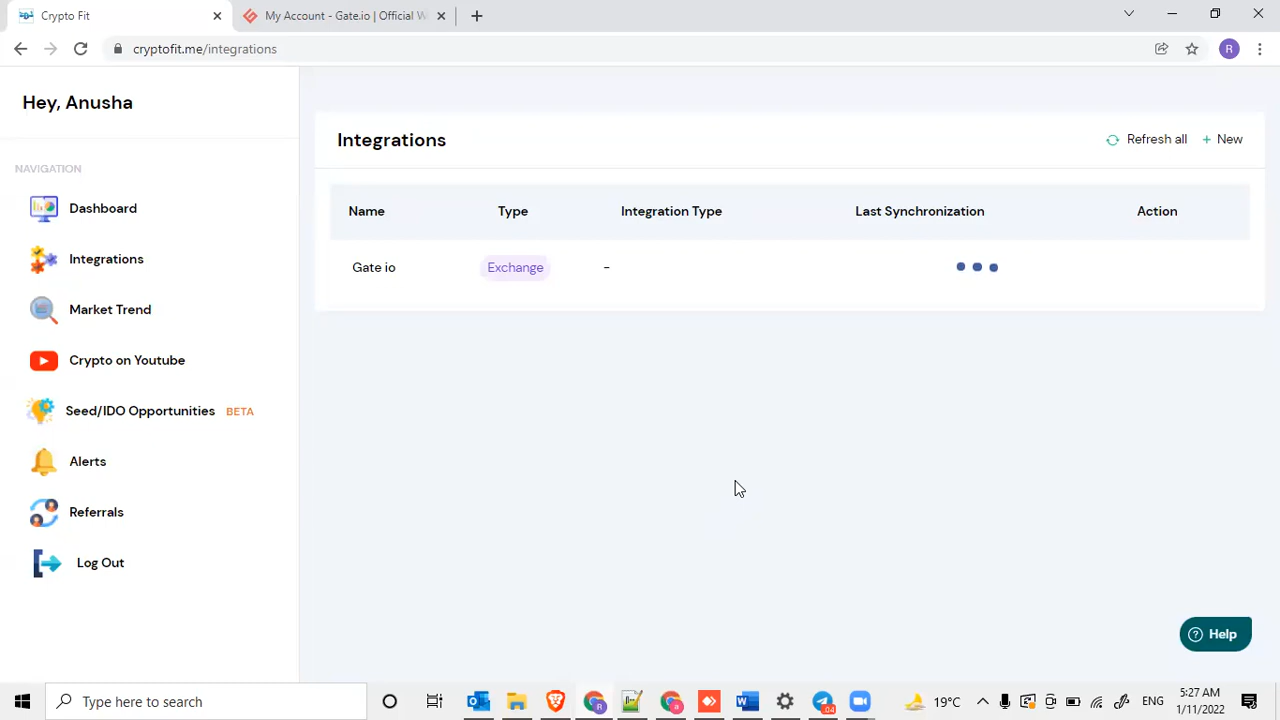 Crypto Fit
My Account - Gate.io | Official W
cryptofit.me/integrations
R
Hey, Anusha
NAVIGATION
Dashboard
Integrations
Market Trend
Crypto on Youtube
Seed/IDO Opportunities BETA
Alerts
Referrals
Log Out
Integrations
Refresh all
+ New
Name Type Integration Type Last Synchronization Action
Gate io Exchange -
? Help
Type here to search
R
a
W
04
19°C
ENG
5:27 AM
1/11/2022